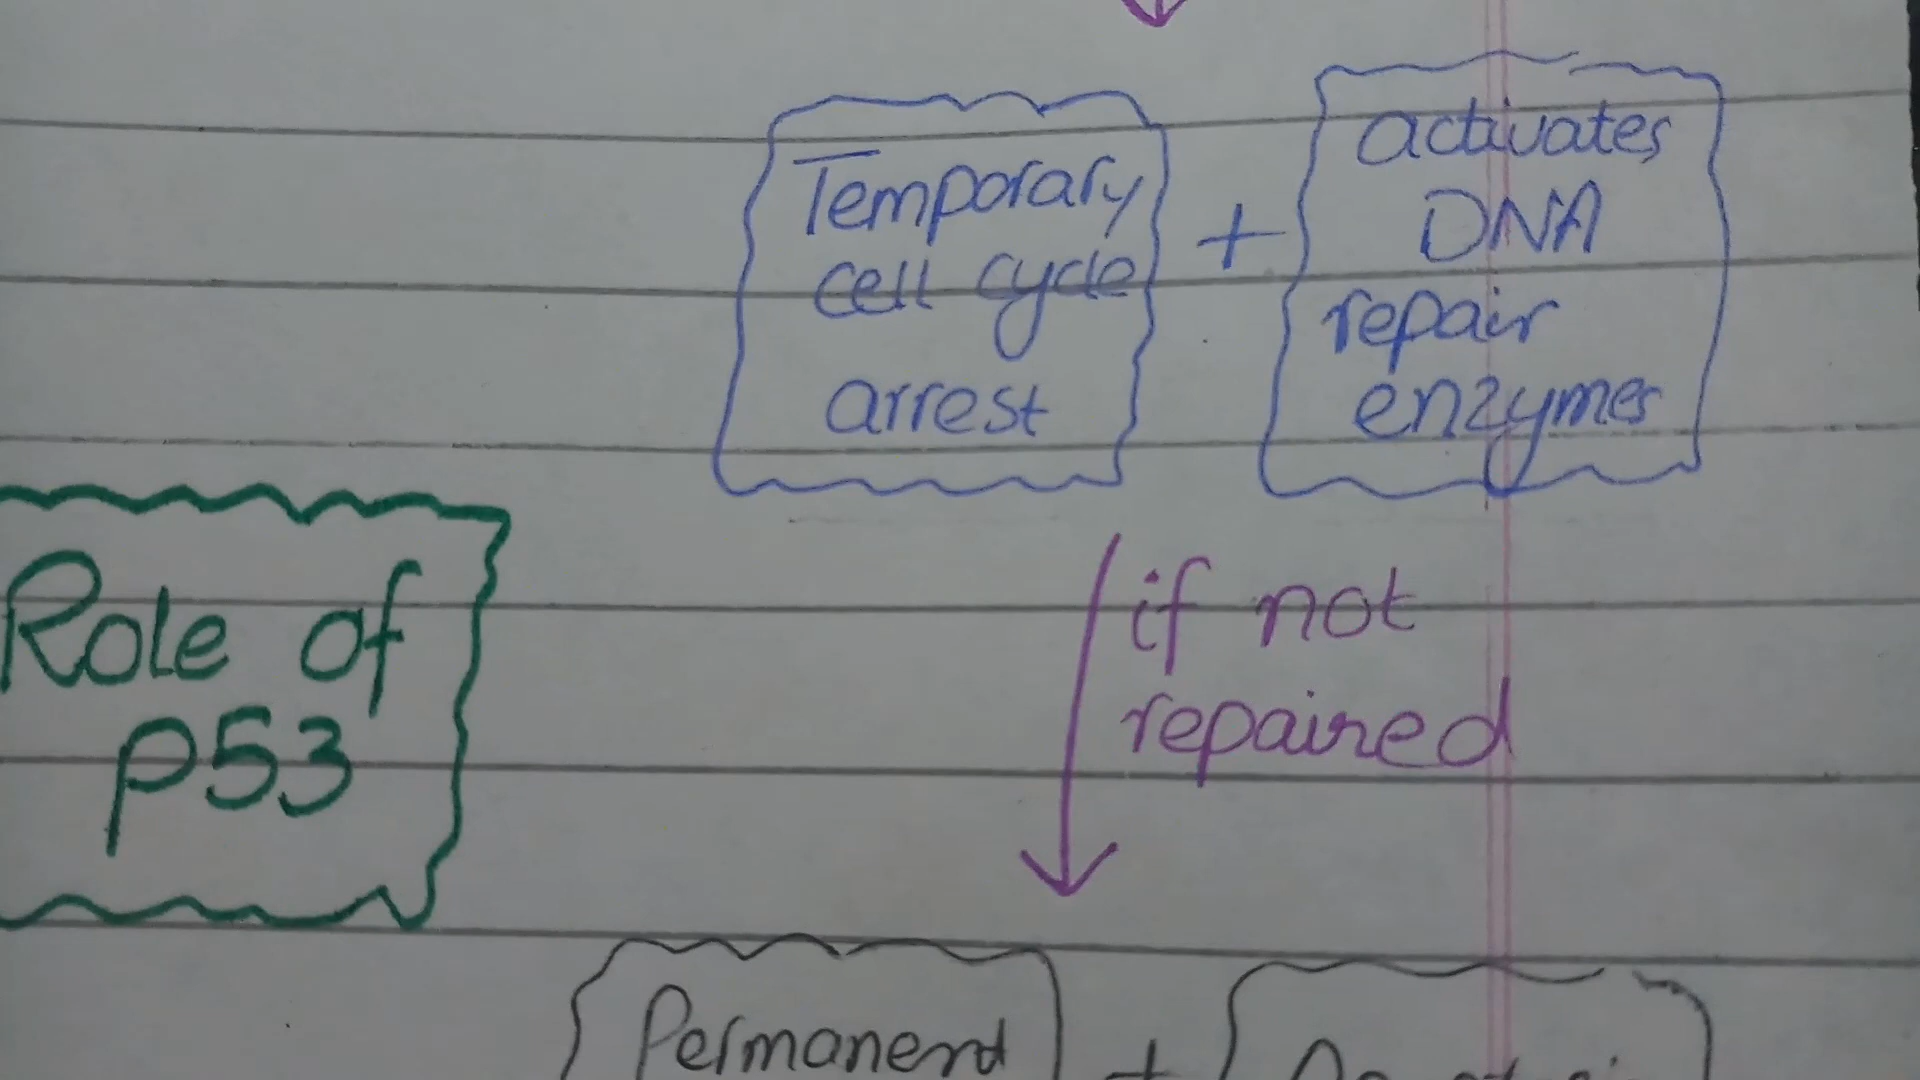 Temporary
cell cycle
arrest
+
activates
DNA
repair
enzymes
Role of
p53
if not
repaired
Permanent
+